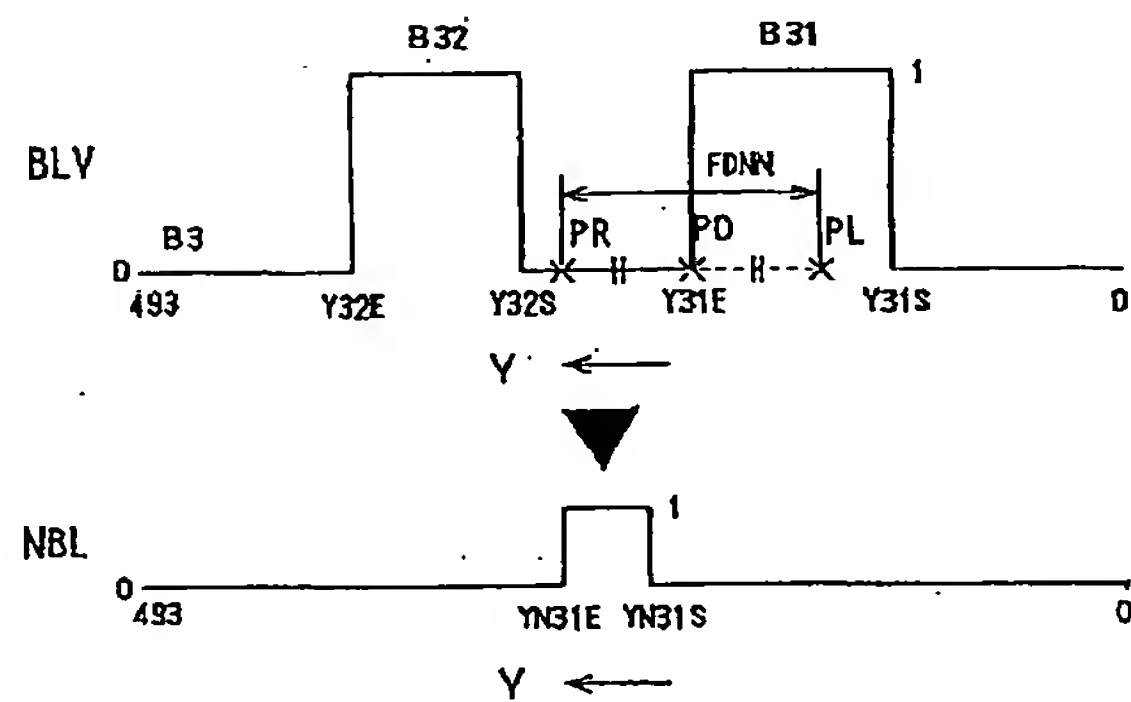 B32 B31
1
BLV FDNN
B3 PR PO PL
0
493 Y32E Y32S Y31E Y31S 0
Y
1
NBL
0
493 YN31E YN31S 0
Y